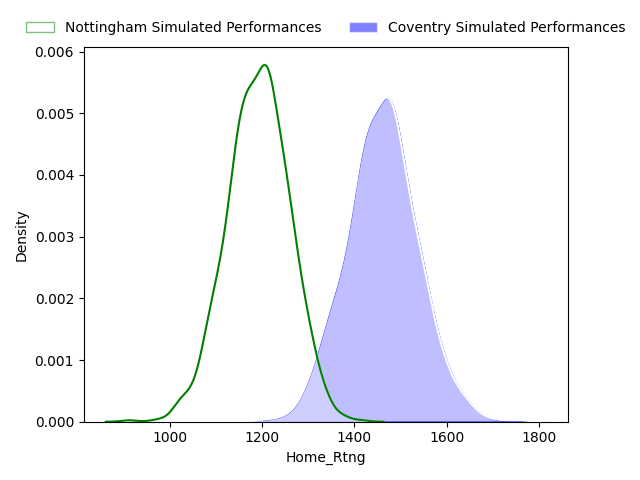 Nottingham Simulated Performances
Coventry Simulated Performances
0.006
0.005
0.004
0.003
0.002
0.001
0.000
Density
1000 1200 1400 1600 1800
Home_Rtng